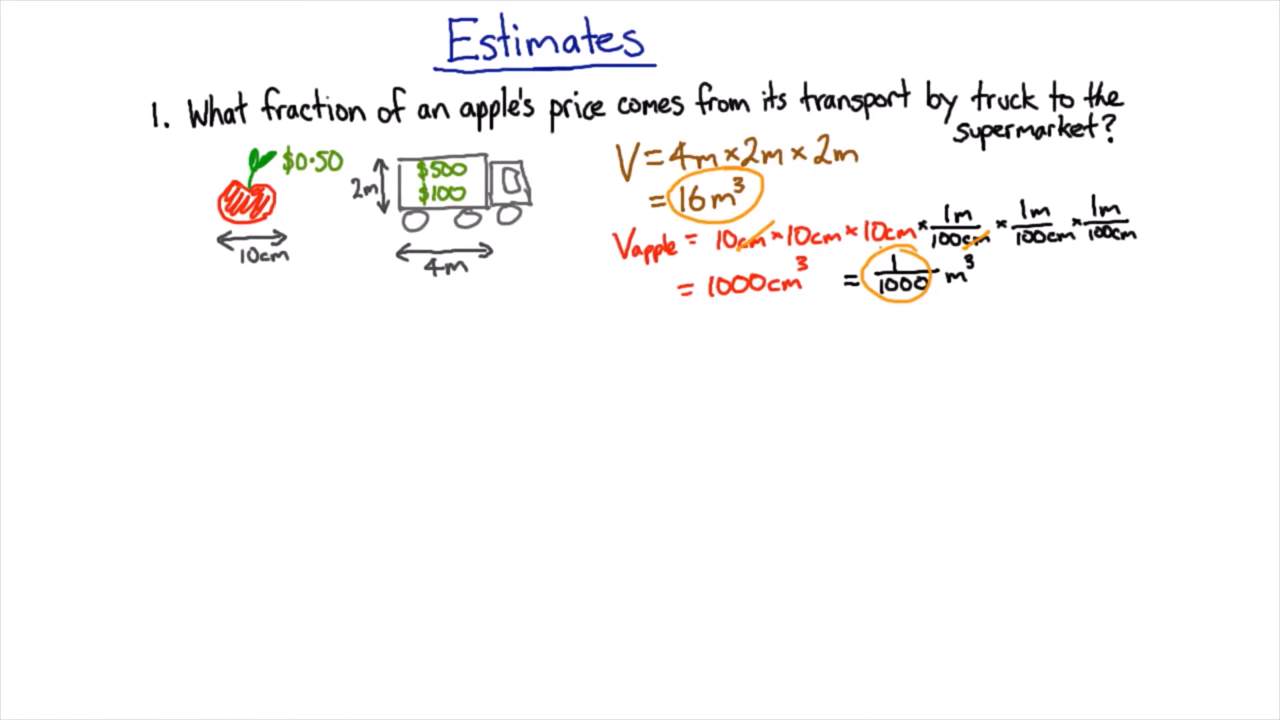 Estimates
1. What fraction of an apple's price comes from its transport by truck to the
supermarket?
$0.50
10cm
2m
$500
$100
4m
V = 4m × 2m × 2m
= 16m³
Vapple = 10cm × 10cm × 10cm × 1m/100cm × 1m/100cm × 1m/100cm
= 1000cm³ = 1/1000 m³